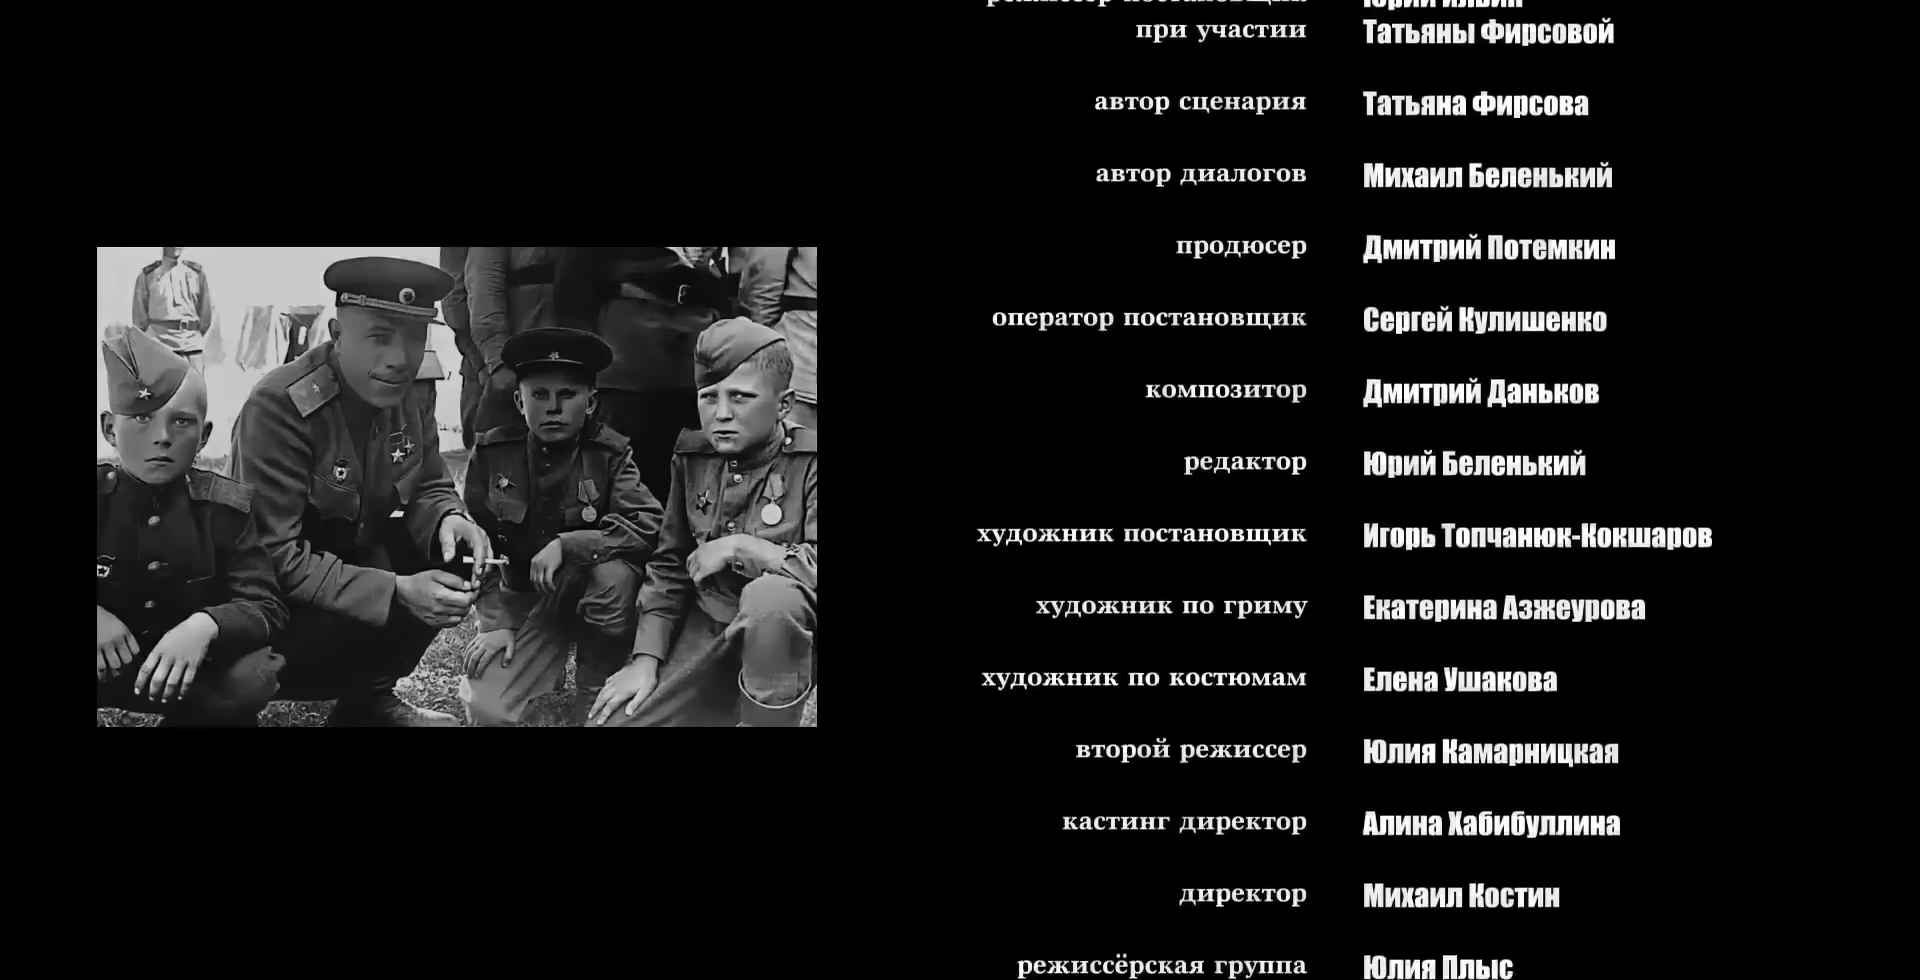 при участии Татьяны Фирсовой
автор сценария Татьяна Фирсова
автор диалогов Михаил Беленький
продюсер Дмитрий Потемкин
оператор постановщик Сергей Кулишенко
композитор Дмитрий Даньков
редактор Юрий Беленький
художник постановщик Игорь Топчанюк-Кокшаров
художник по гриму Екатерина Азжеурова
художник по костюмам Елена Ушакова
второй режиссер Юлия Камарницкая
кастинг директор Алина Хабибуллина
директор Михаил Костин
режиссёрская группа Юлия Плыс